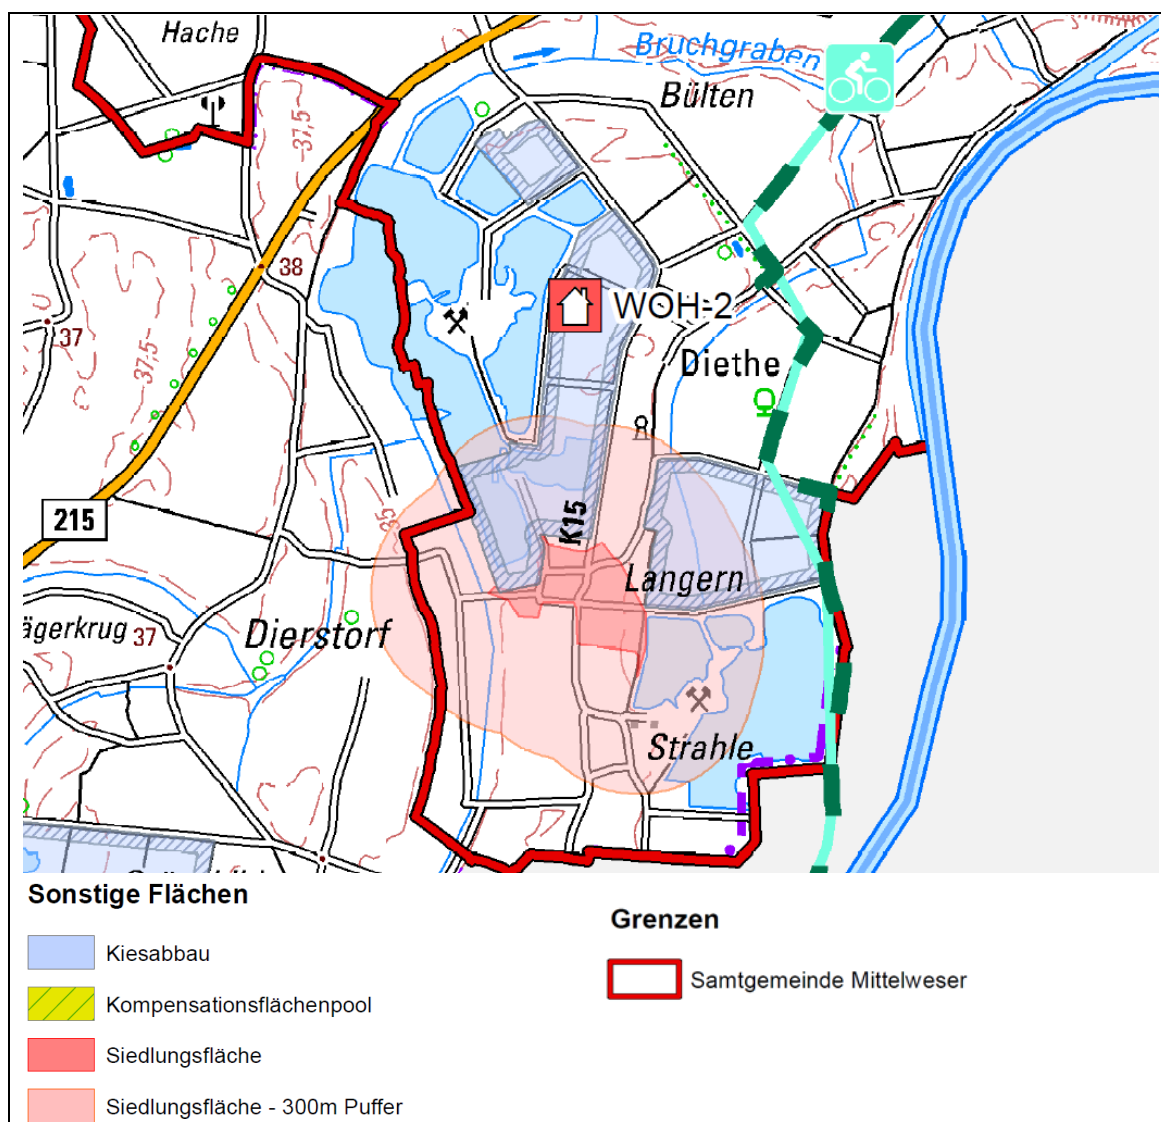 Hache
Bruchgraben
Bülten
37,5
38
WOH-2
37
37,5
Diethe
215
K15
35
Langern
ägerkrug 37
Dierstorf
Strahle
Sonstige Flächen
Grenzen
Kiesabbau
Samtgemeinde Mittelweser
Kompensationsflächenpool
Siedlungsfläche
Siedlungsfläche - 300m Puffer